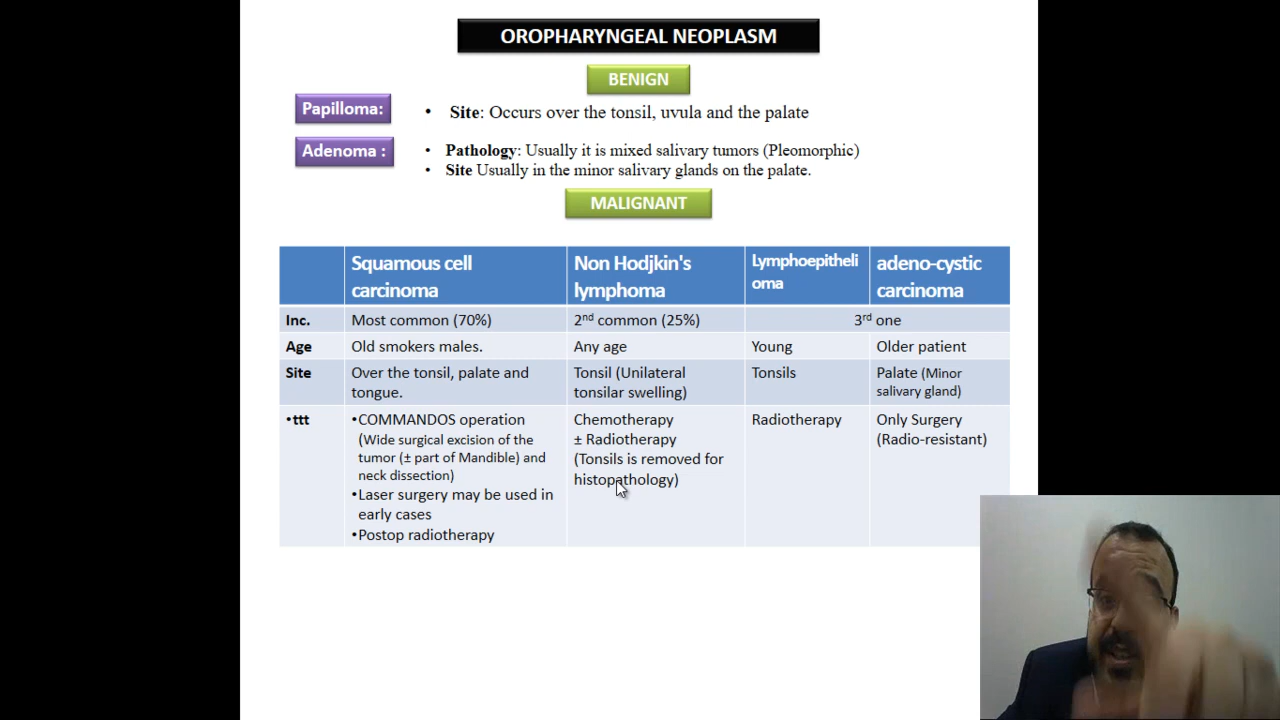 OROPHARYNGEAL NEOPLASM
BENIGN
Papilloma:
• Site: Occurs over the tonsil, uvula and the palate
Adenoma :
• Pathology: Usually it is mixed salivary tumors (Pleomorphic)
• Site Usually in the minor salivary glands on the palate.
MALIGNANT
Squamous cell
carcinoma
Non Hodjkin's
lymphoma
Lymphoepitheli
oma
adeno-cystic
carcinoma
Inc.
Most common (70%)
2nd common (25%)
3rd one
Age
Old smokers males.
Any age
Young
Older patient
Site
Over the tonsil, palate and
tongue.
Tonsil (Unilateral
tonsilar swelling)
Tonsils
Palate (Minor
salivary gland)
•ttt
•COMMANDOS operation
(Wide surgical excision of the
tumor (± part of Mandible) and
neck dissection)
•Laser surgery may be used in
early cases
•Postop radiotherapy
Chemotherapy
± Radiotherapy
(Tonsils is removed for
histopathology)
Radiotherapy
Only Surgery
(Radio-resistant)